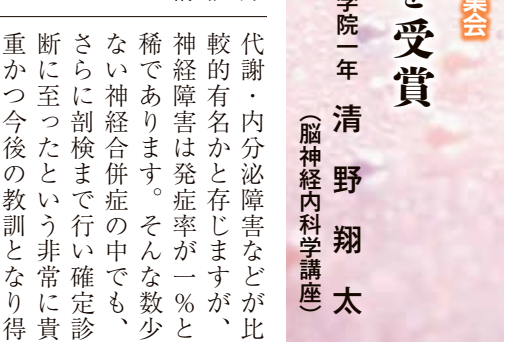 集会
を受賞
学院一年 清野翔太
（脳神経内科学講座）
代謝・内分泌障害などが比
較的有名かと存じますが、
神経障害は発症率が一％と
稀であります。そんな数少
ない神経合併症の中でも、
さらに剖検まで行い確定診
断に至ったという非常に貴
重かつ今後の教訓となり得